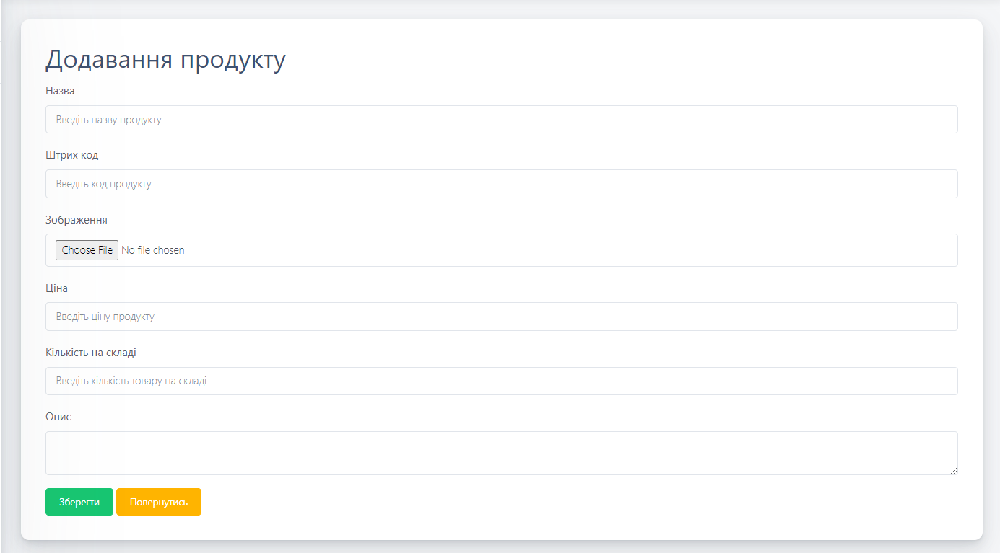 Додавання продукту
Назва
Введіть назву продукту
Штрих код
Введіть код продукту
Зображення
Choose File No file chosen
Ціна
Введіть ціну продукту
Кількість на складі
Введіть кількість товару на складі
Опис
Зберегти Повернутись